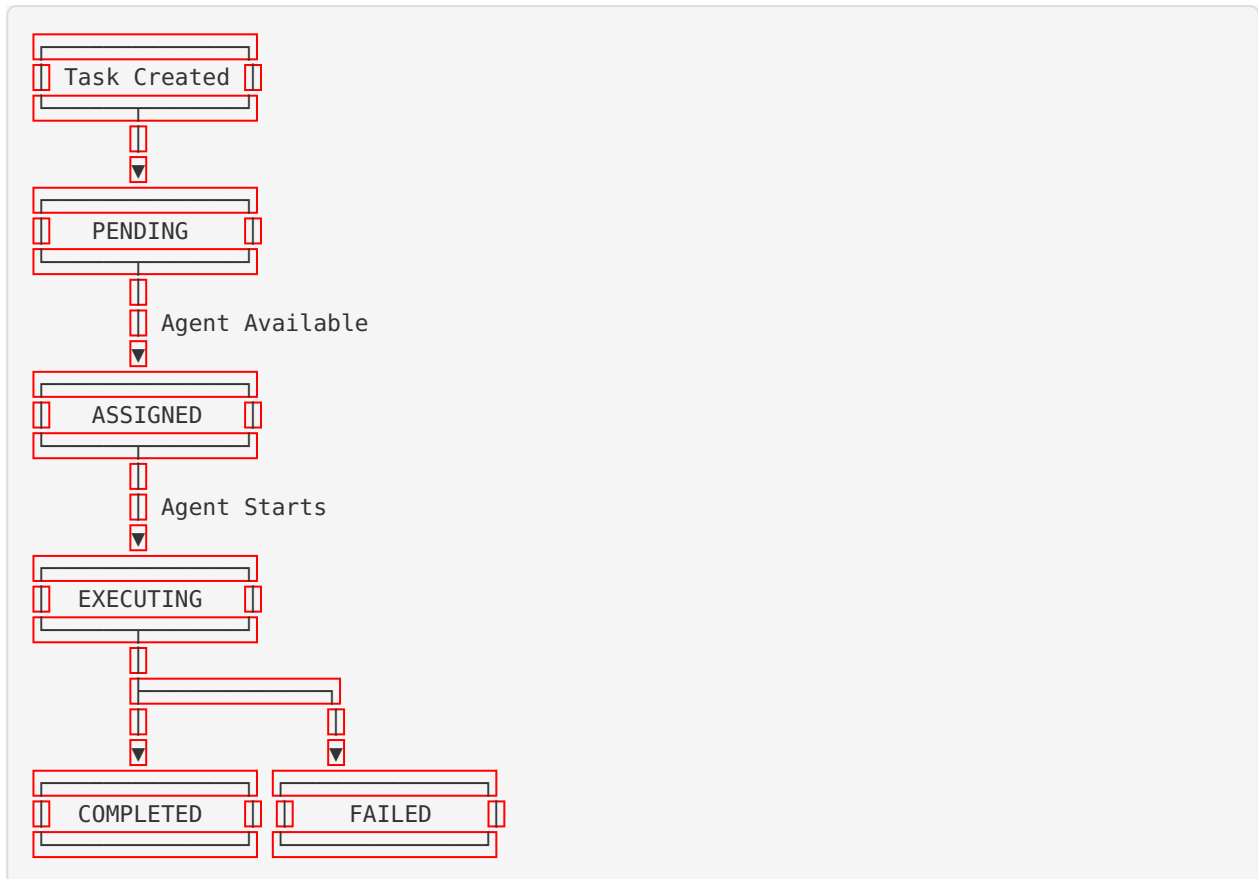 Task Created
PENDING
Agent Available
ASSIGNED
Agent Starts
EXECUTING
COMPLETED FAILED